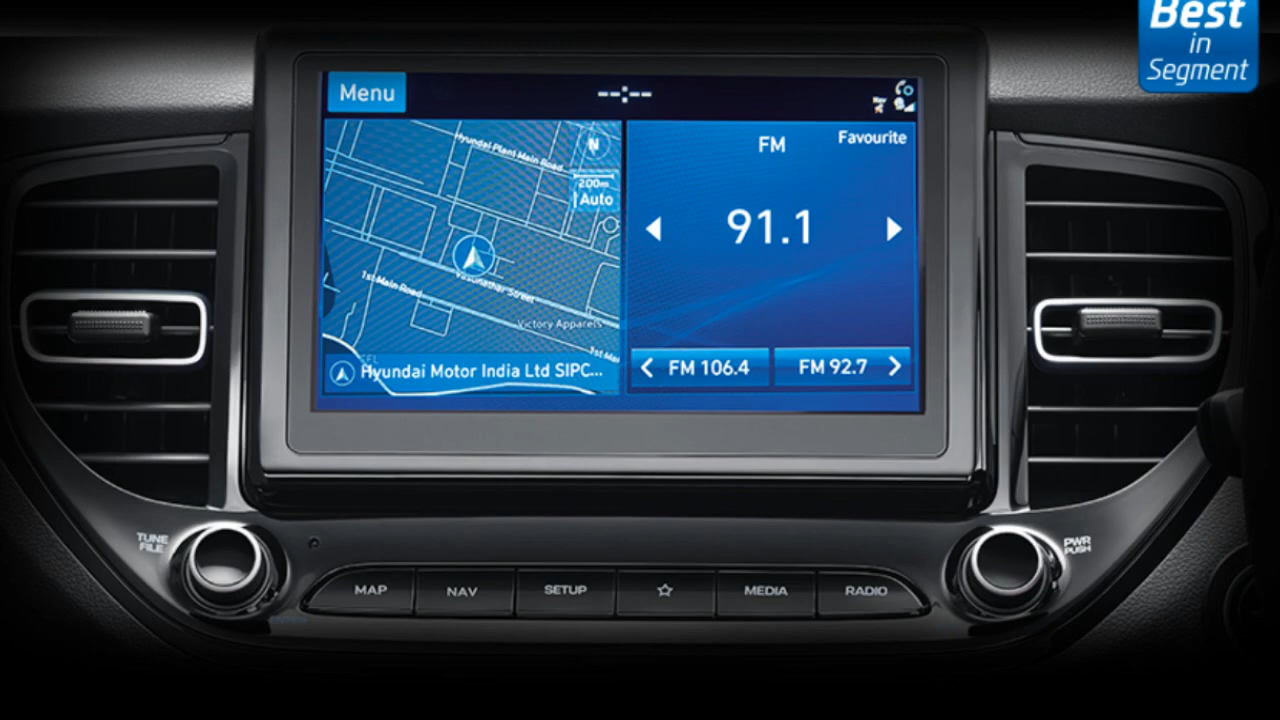 Best
in
Segment
Menu
--:--
Hyundai Plant Main Road
N
200m
Auto
1st Main Road
Street
Victory Apparels
1st Mai
Hyundai Motor India Ltd SIPC...
FM
Favourite
91.1
FM 106.4
FM 92.7
TUNE
FILE
PWR
PUSH
MAP
NAV
SETUP
MEDIA
RADIO